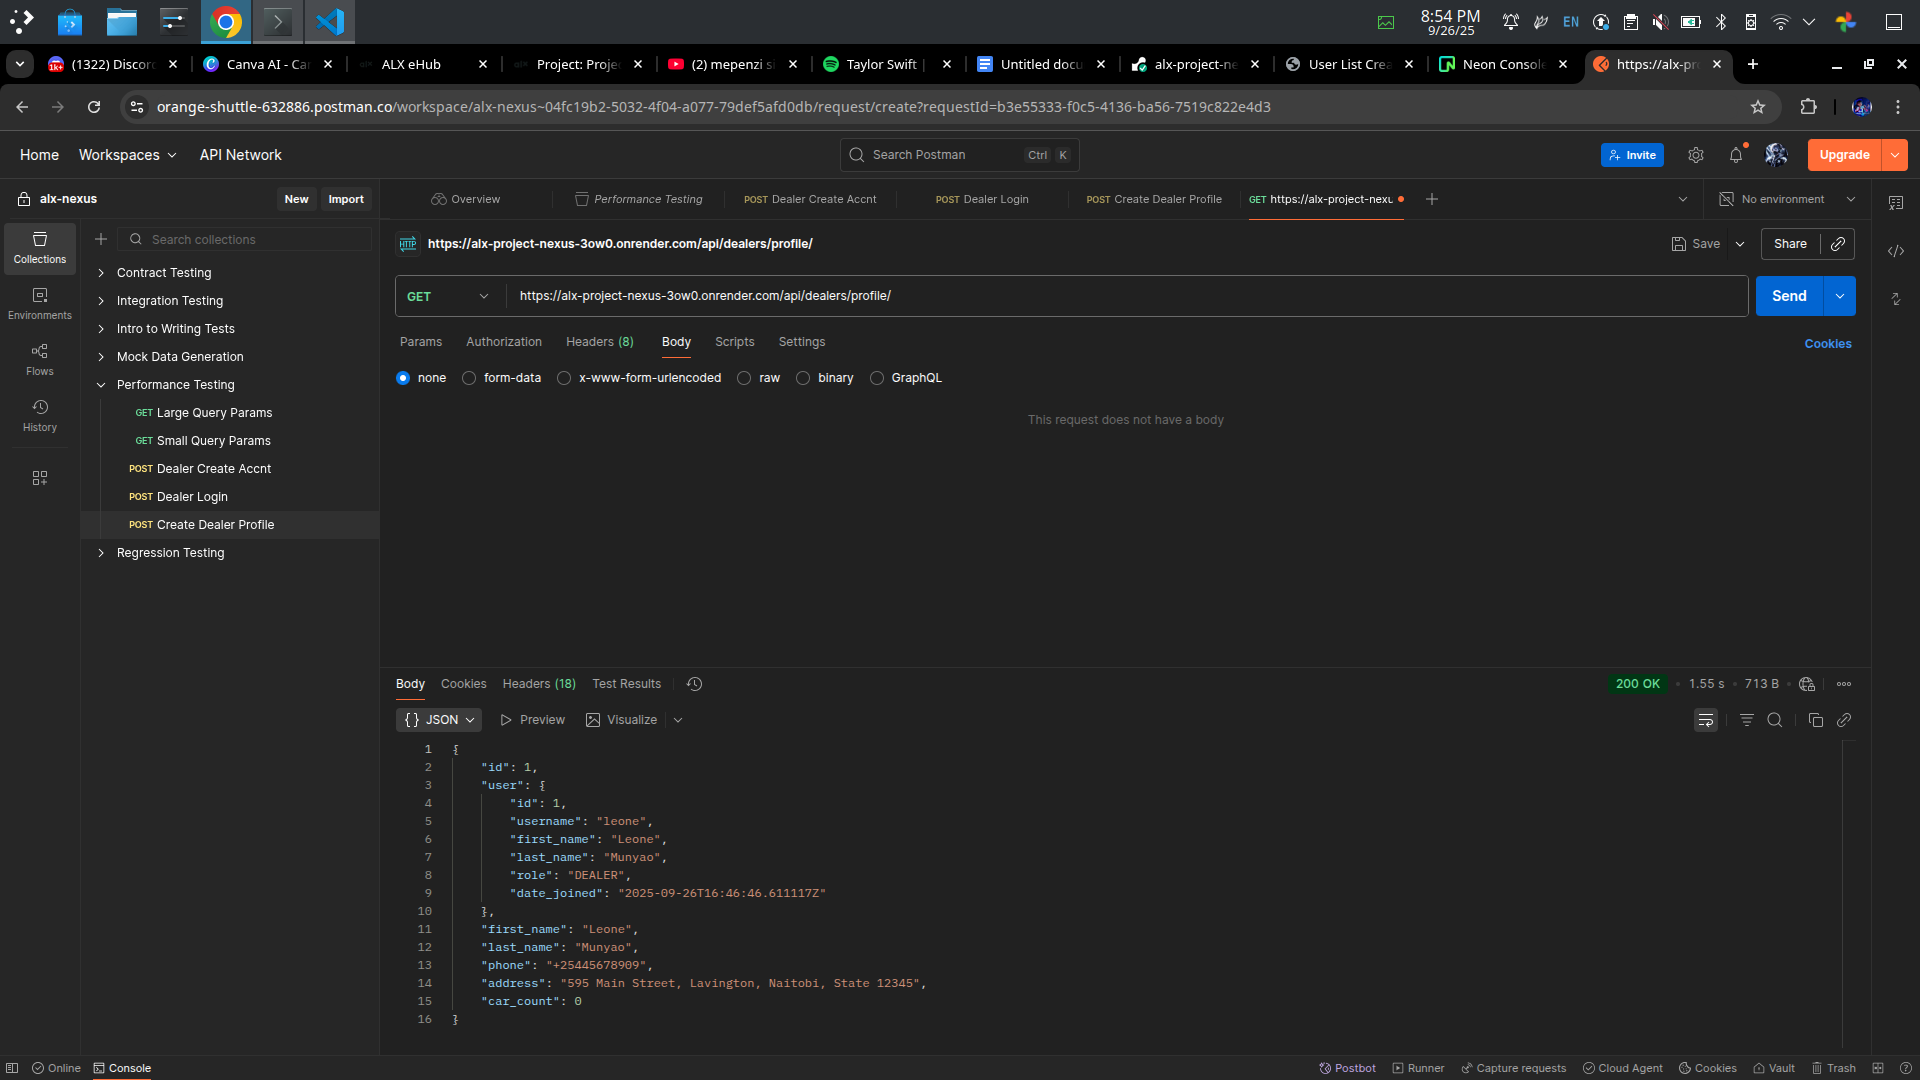 8:54 PM
9/26/25
EN
(1322) Discor
Canva AI - Ca
ALX eHub
Project: Proje
(2) mepenzi si
Taylor Swift |
Untitled docu
alx-project-ne
User List Crea
Neon Console
https://alx-pr
orange-shuttle-632886.postman.co/workspace/alx-nexus~04fc19b2-5032-4f04-a077-79def5afd0db/request/create?requestId=b3e55333-f0c5-4136-ba56-7519c822e4d3
Home
Workspaces
API Network
Search Postman
Ctrl
K
Invite
Upgrade
alx-nexus
New
Import
Overview
Performance Testing
POST Dealer Create Accnt
POST Dealer Login
POST Create Dealer Profile
GET https://alx-project-nexu
No environment
Collections
Environments
Flows
History
Search collections
Contract Testing
Integration Testing
Intro to Writing Tests
Mock Data Generation
Performance Testing
GET Large Query Params
GET Small Query Params
POST Dealer Create Accnt
POST Dealer Login
POST Create Dealer Profile
Regression Testing
HTTP
https://alx-project-nexus-3ow0.onrender.com/api/dealers/profile/
Save
Share
GET
https://alx-project-nexus-3ow0.onrender.com/api/dealers/profile/
Send
Params
Authorization
Headers (8)
Body
Scripts
Settings
Cookies
none
form-data
x-www-form-urlencoded
raw
binary
GraphQL
This request does not have a body
Body
Cookies
Headers (18)
Test Results
200 OK
1.55 s
713 B
{} JSON
Preview
Visualize
1 {
2 "id": 1,
3 "user": {
4 "id": 1,
5 "username": "leone",
6 "first_name": "Leone",
7 "last_name": "Munyao",
8 "role": "DEALER",
9 "date_joined": "2025-09-26T16:46:46.611117Z"
10 },
11 "first_name": "Leone",
12 "last_name": "Munyao",
13 "phone": "+25445678909",
14 "address": "595 Main Street, Lavington, Naitobi, State 12345",
15 "car_count": 0
16 }
Online
Console
Postbot
Runner
Capture requests
Cloud Agent
Cookies
Vault
Trash